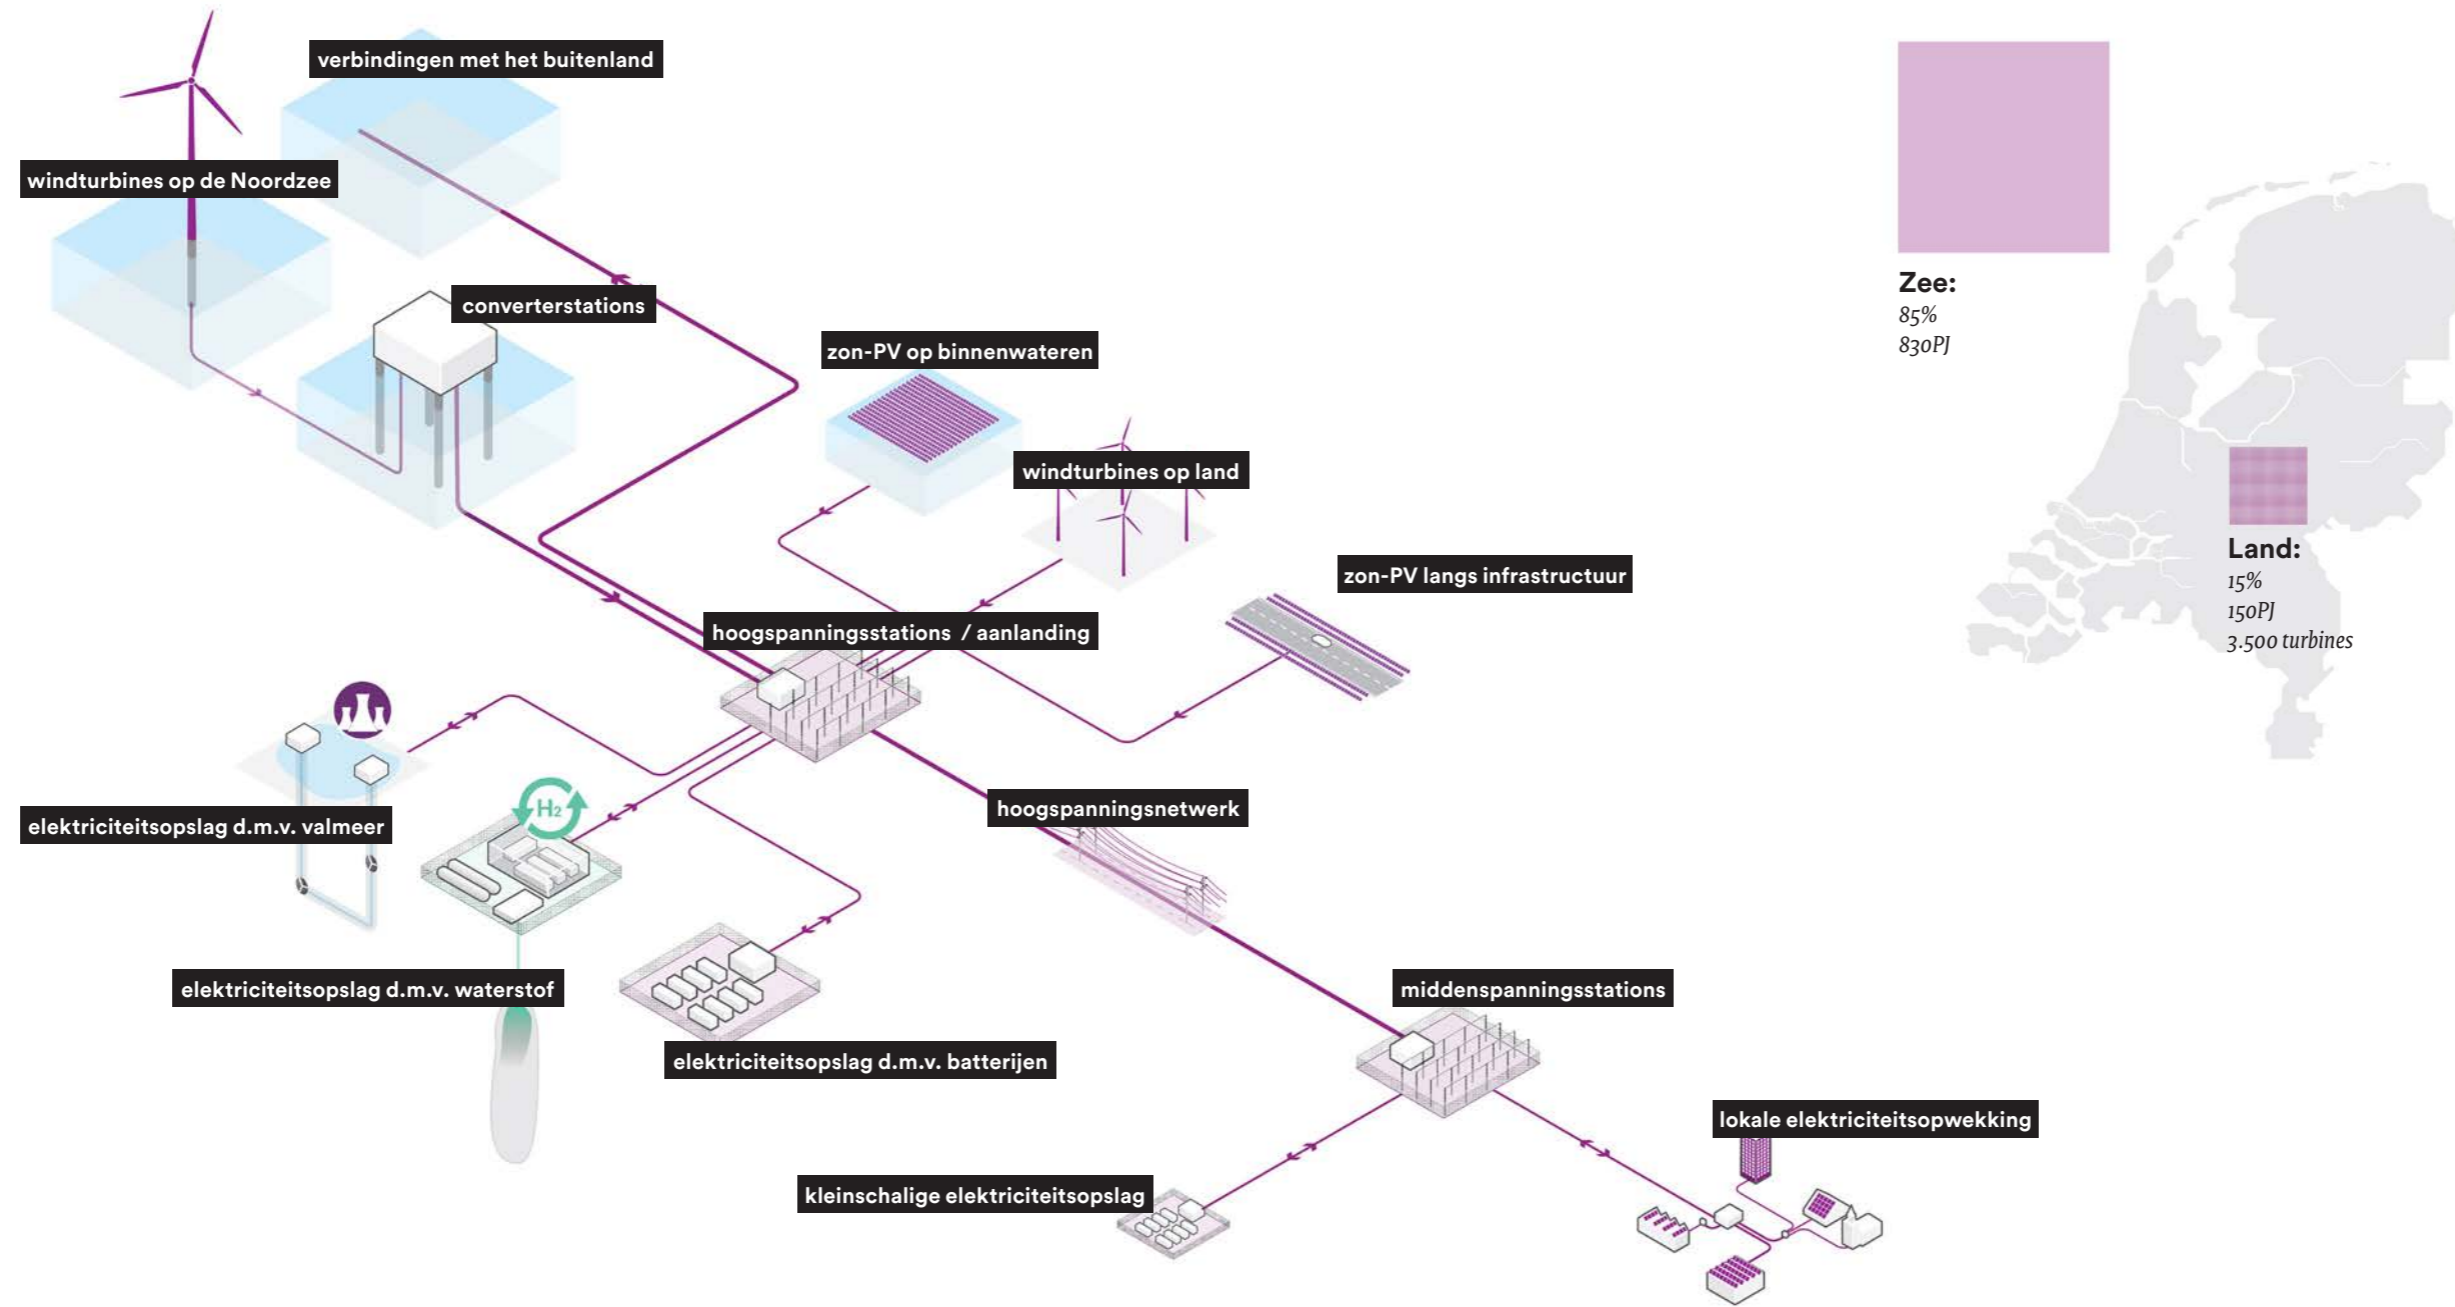 verbindingen met het buitenland
windturbines op de Noordzee
converterstations
zon-PV op binnenwateren
windturbines op land
zon-PV langs infrastructuur
hoogspanningsstations / aanlanding
elektriciteitsopslag d.m.v. valmeer
H2
hoogspanningsnetwerk
elektriciteitsopslag d.m.v. waterstof
middenspanningsstations
elektriciteitsopslag d.m.v. batterijen
lokale elektriciteitsopwekking
kleinschalige elektriciteitsopslag
Zee:
85%
830PJ
Land:
15%
150PJ
3.500 turbines